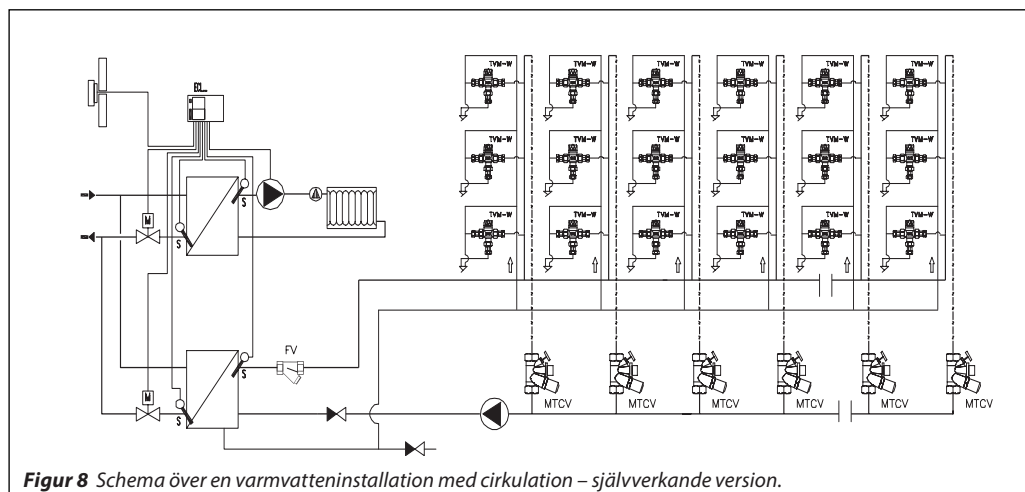 TVM-W TVM-W TVM-W TVM-W TVM-W TVM-W
ECL...
TVM-W TVM-W TVM-W TVM-W TVM-W TVM-W
S
M
S
TVM-W TVM-W TVM-W TVM-W TVM-W TVM-W
FV
S
M
S
MTCV MTCV MTCV MTCV MTCV MTCV
Figur 8 Schema över en varmvatteninstallation med cirkulation – självverkande version.